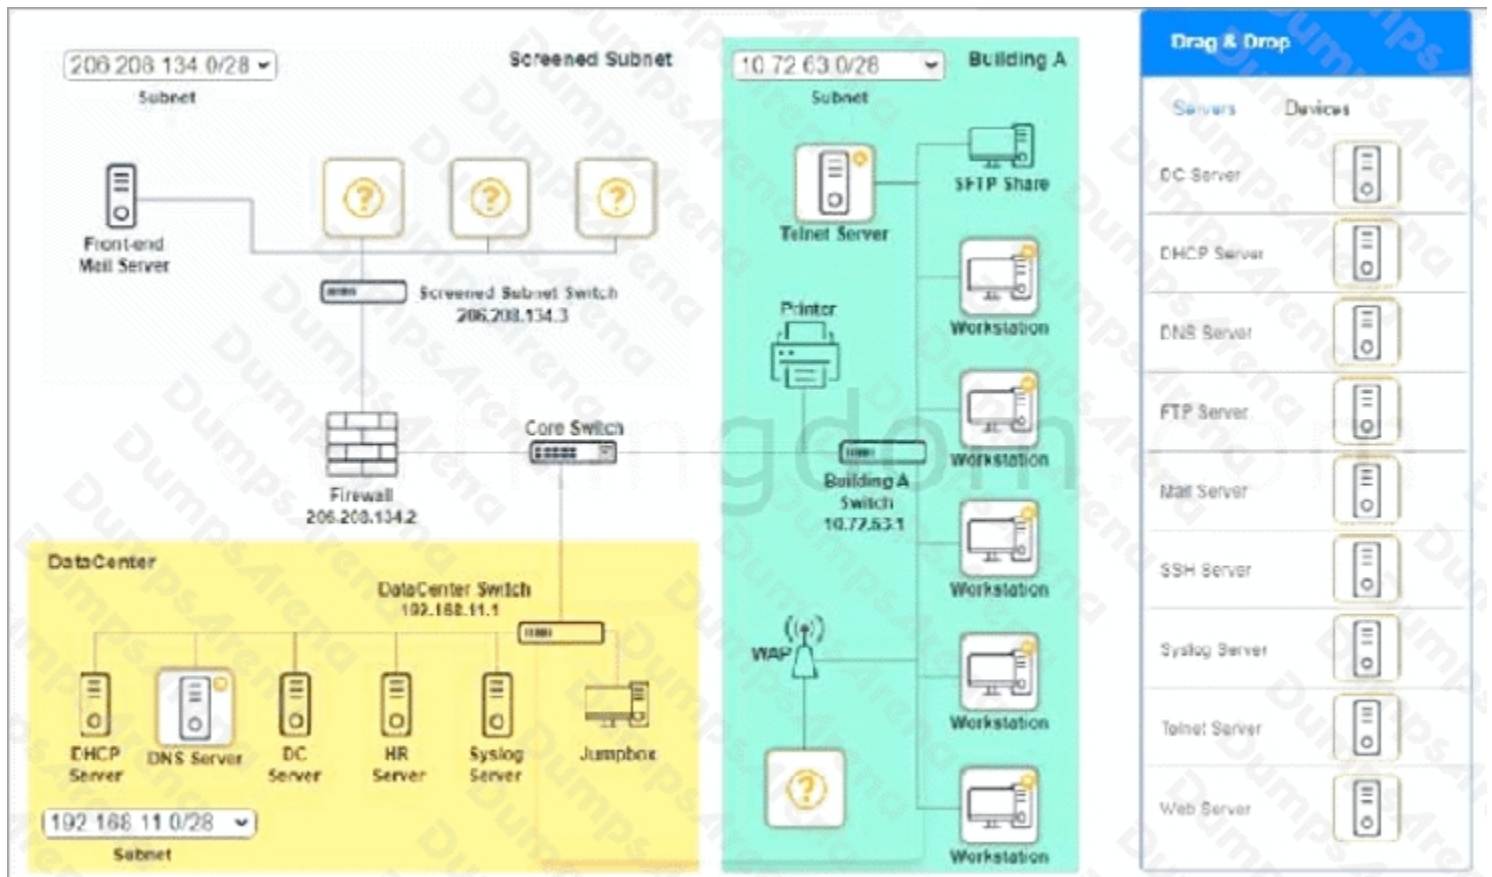 206.208.134.0/28
Subnet
Screened Subnet
Front-end
Mail Server
?
?
?
Screened Subnet Switch
206.208.134.3
Firewall
206.208.134.2
Core Switch
10.72.63.0/28
Subnet
Building A
SFTP Share
Telnet Server
Workstation
Printer
Workstation
Building A
Switch
10.72.63.1
Workstation
WAP
Workstation
?
Workstation
DataCenter
DataCenter Switch
192.168.11.1
DHCP
Server
DNS Server
DC
Server
HR
Server
Syslog
Server
Jumpbox
192.168.11.0/28
Subnet
Drag & Drop
Servers
Devices
DC Server
DHCP Server
DNS Server
FTP Server
Mail Server
SSH Server
Syslog Server
Telnet Server
Web Server
DumpsArena